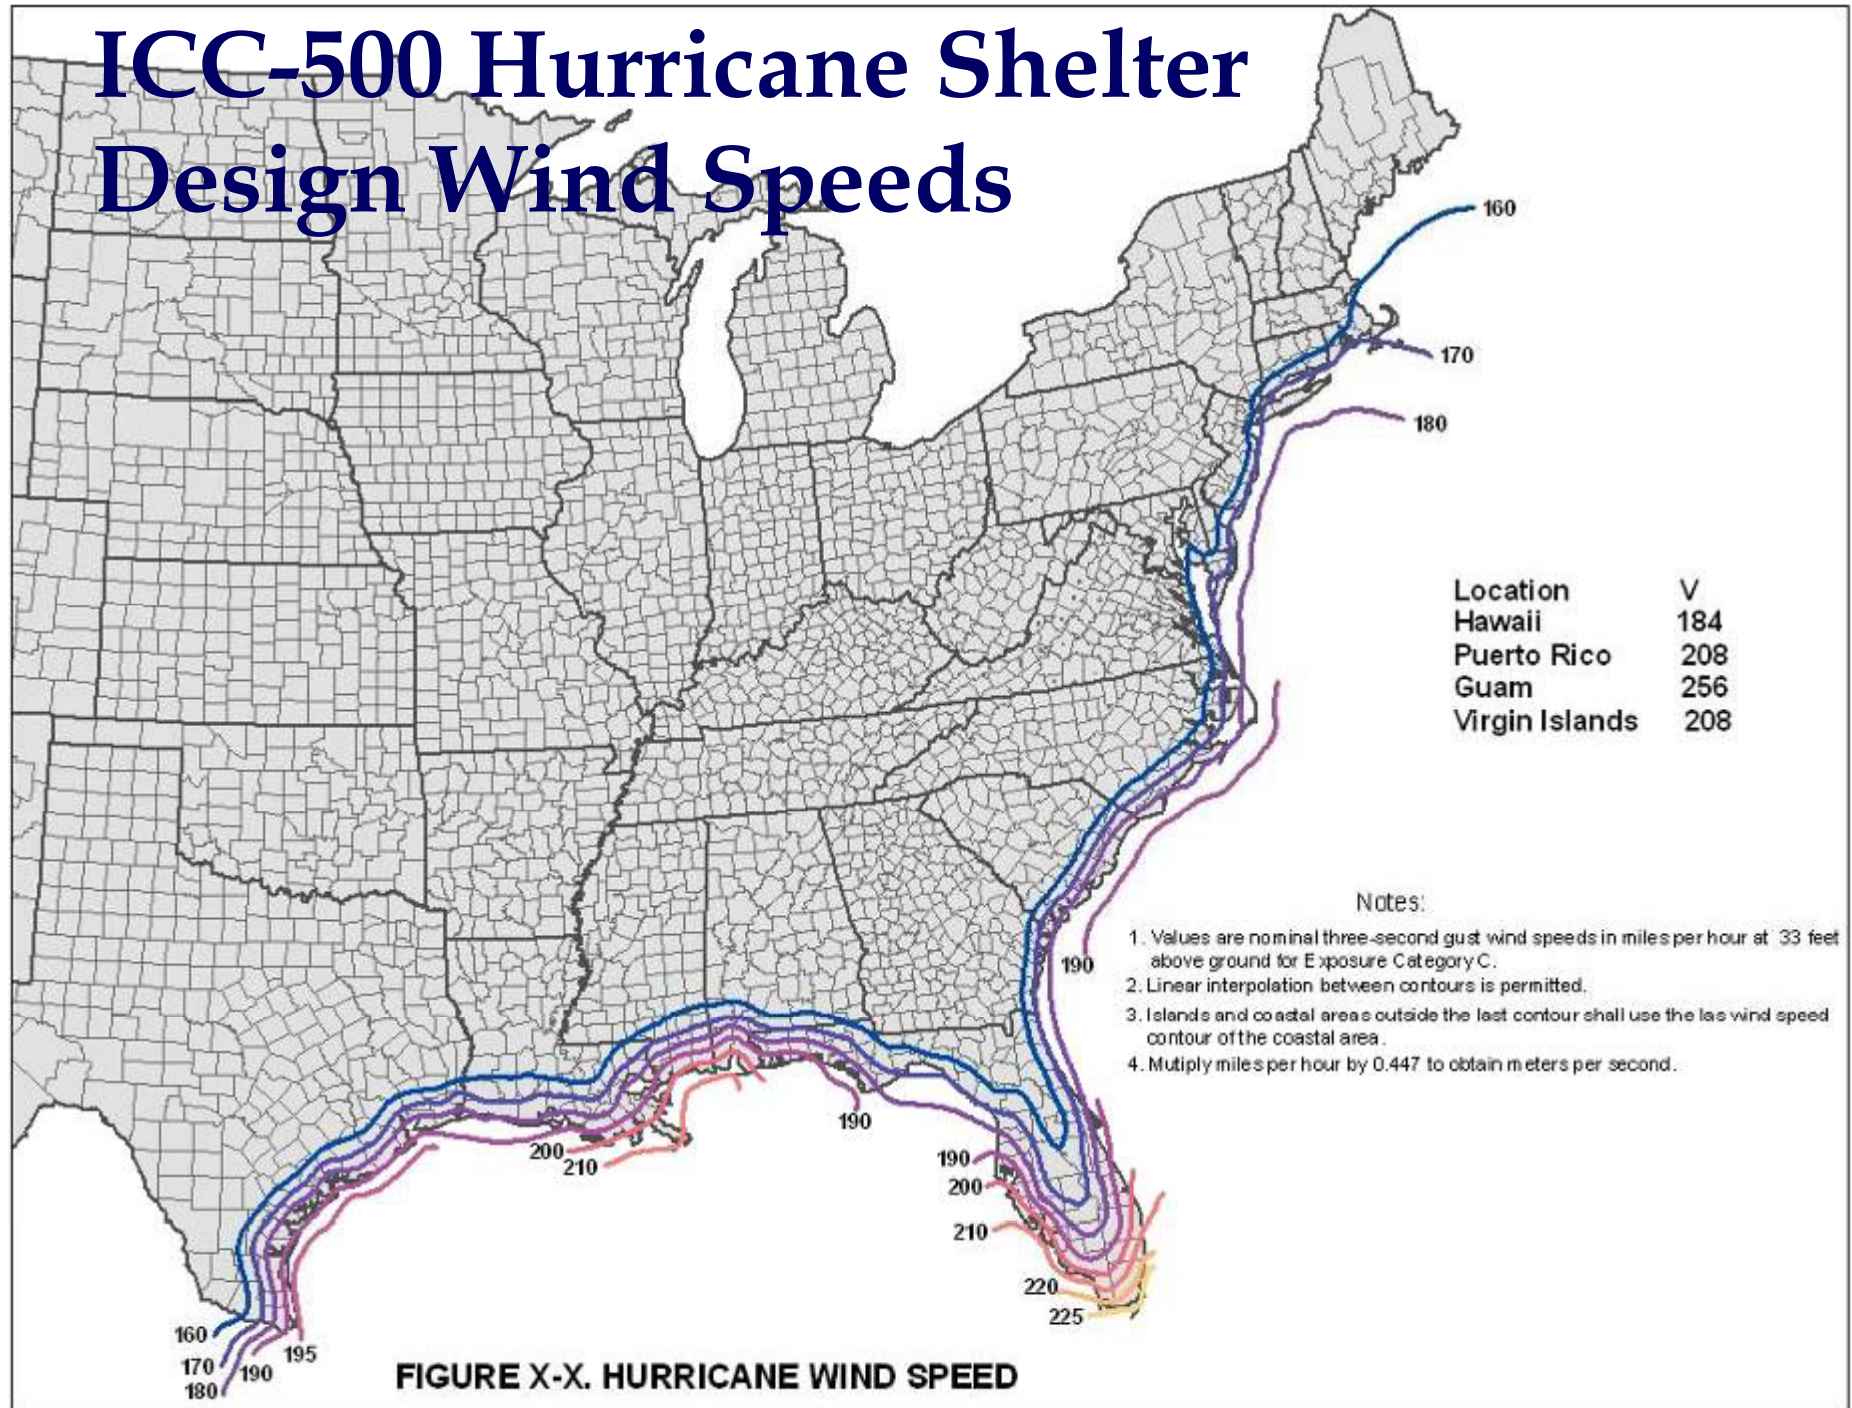 ICC-500 Hurricane Shelter
Design Wind Speeds
160
170
180
Location V
Hawaii 184
Puerto Rico 208
Guam 256
Virgin Islands 208
Notes:
1. Values are nominal three-second gust wind speeds in miles per hour at 33 feet
above ground for Exposure Category C.
2. Linear interpolation between contours is permitted.
3. Islands and coastal areas outside the last contour shall use the las wind speed
contour of the coastal area.
4. Mutiply miles per hour by 0.447 to obtain meters per second.
190
190
200
210
190
200
210
220
225
160
170
180
190
195
FIGURE X-X. HURRICANE WIND SPEED